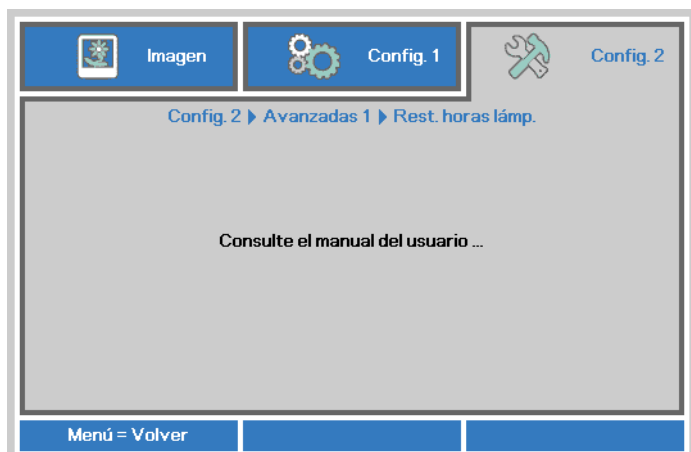 Imagen
Config. 1
Config. 2
Config. 2 ▶ Avanzadas 1 ▶ Rest. horas lámp.
Consulte el manual del usuario ...
Menú = Volver